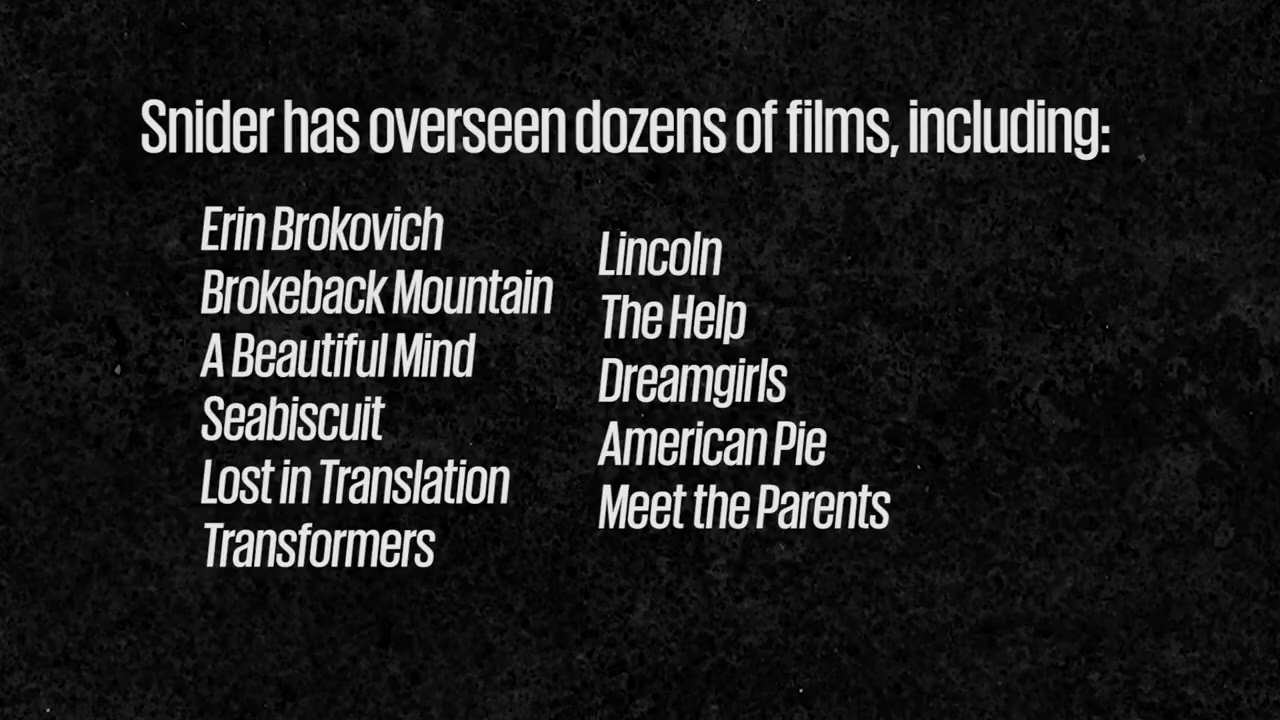 Snider has overseen dozens of films, including:
Erin Brokovich
Brokeback Mountain
A Beautiful Mind
Seabiscuit
Lost in Translation
Transformers
Lincoln
The Help
Dreamgirls
American Pie
Meet the Parents